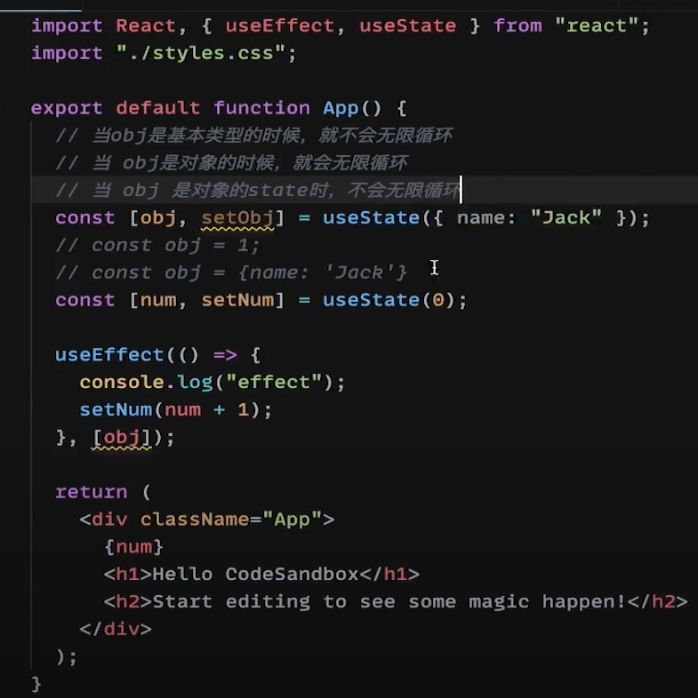 import React, { useEffect, useState } from "react";
import "./styles.css";
export default function App() {
// 当obj是基本类型的时候，就不会无限循环
// 当 obj是对象的时候，就会无限循环
// 当 obj 是对象的state时，不会无限循环
const [obj, setObj] = useState({ name: "Jack" });
// const obj = 1;
// const obj = {name: 'Jack'}
const [num, setNum] = useState(0);
useEffect(() => {
console.log("effect");
setNum(num + 1);
}, [obj]);
return (
<div className="App">
{num}
<h1>Hello CodeSandbox</h1>
<h2>Start editing to see some magic happen!</h2>
</div>
);
}